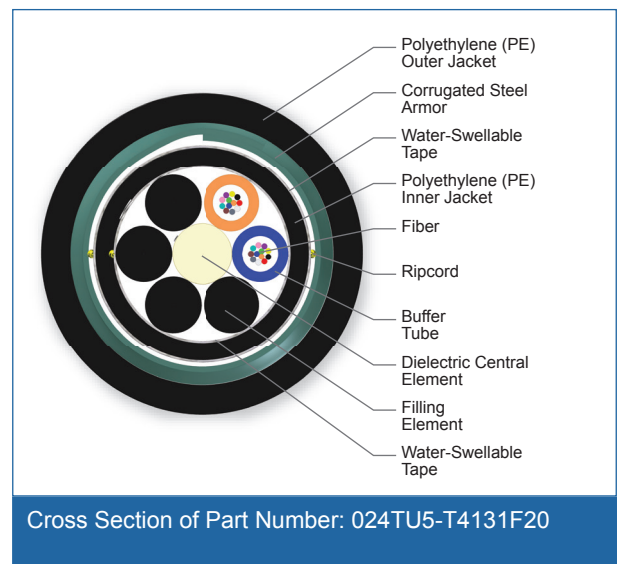 Polyethylene (PE)
Outer Jacket
Corrugated Steel
Armor
Water-Swellable
Tape
Polyethylene (PE)
Inner Jacket
Fiber
Ripcord
Buffer
Tube
Dielectric Central
Element
Filling
Element
Water-Swellable
Tape
Cross Section of Part Number: 024TU5-T4131F20